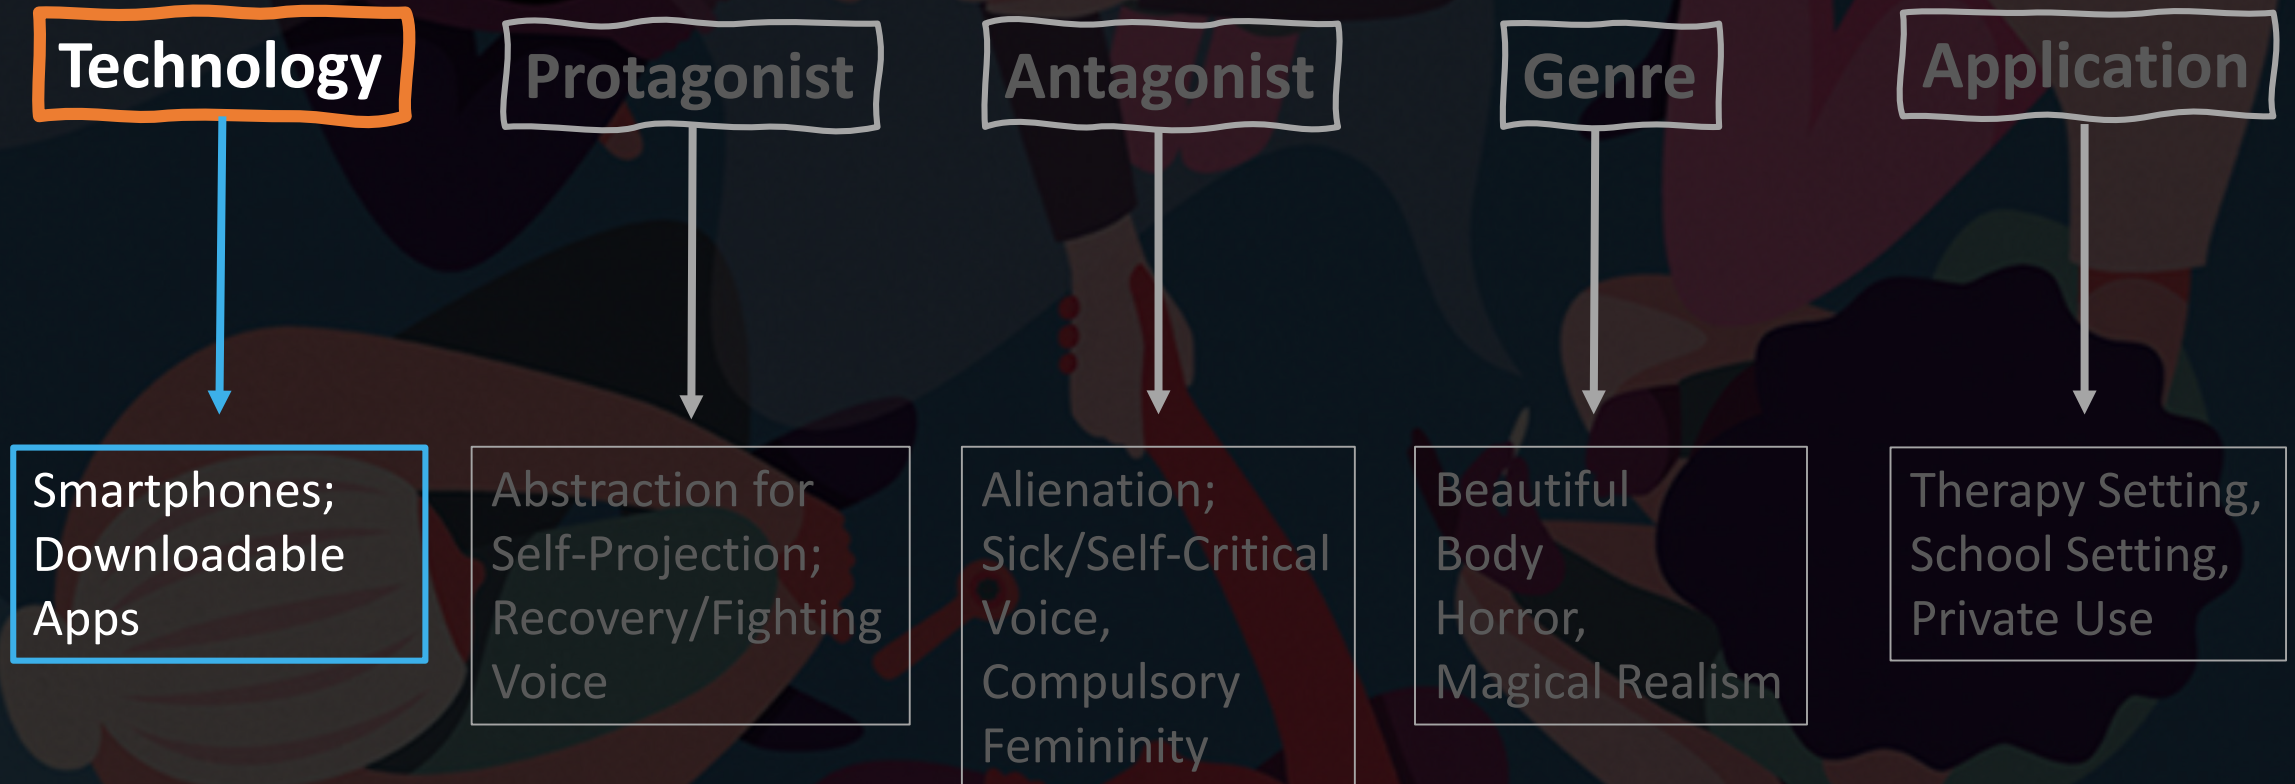 Technology
Protagonist
Antagonist
Genre
Application
Smartphones;
Downloadable
Apps
Abstraction for
Self-Projection;
Recovery/Fighting
Voice
Alienation;
Sick/Self-Critical
Voice,
Compulsory
Femininity
Beautiful
Body
Horror,
Magical Realism
Therapy Setting,
School Setting,
Private Use